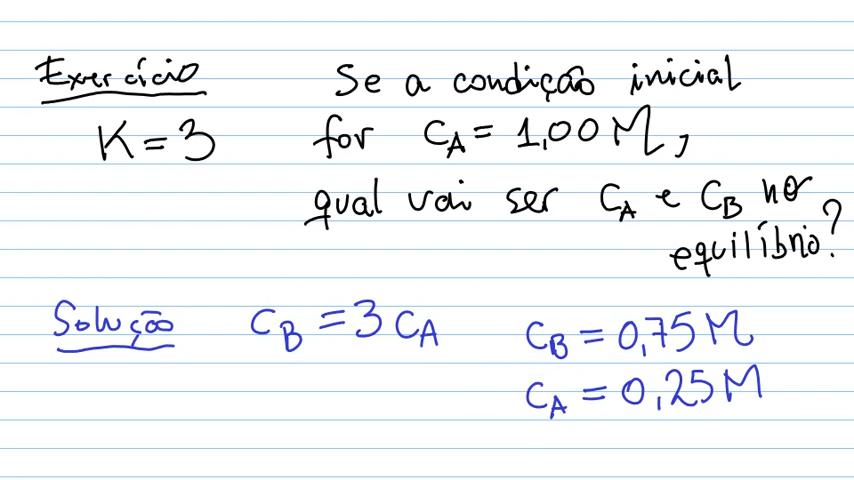 Exercício
K = 3
Se a condição inicial
for CA = 1,00 M,
qual vai ser CA e CB no
equilíbrio?
Solução
CB = 3 CA
CB = 0,75 M
CA = 0,25 M